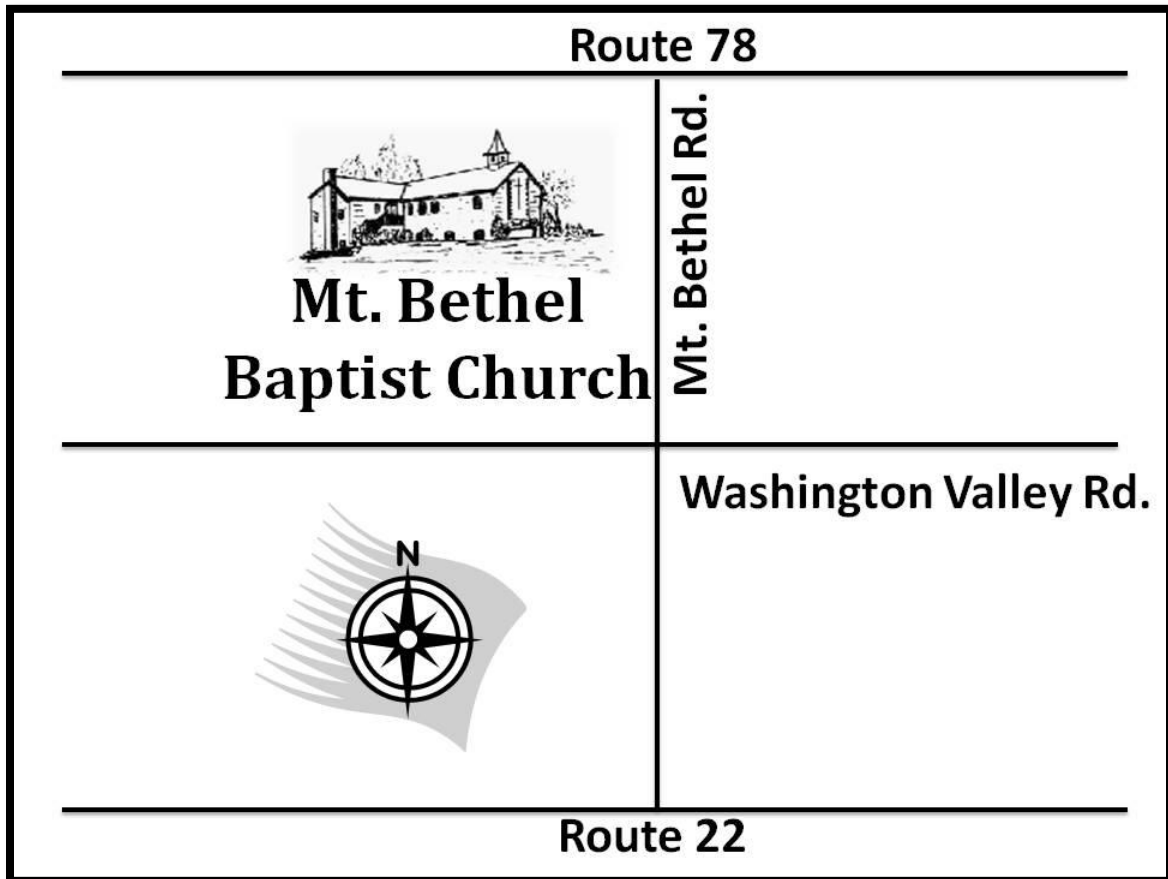 Route 78
Mt. Bethel Rd.
Mt. Bethel
Baptist Church
Washington Valley Rd.
N
Route 22